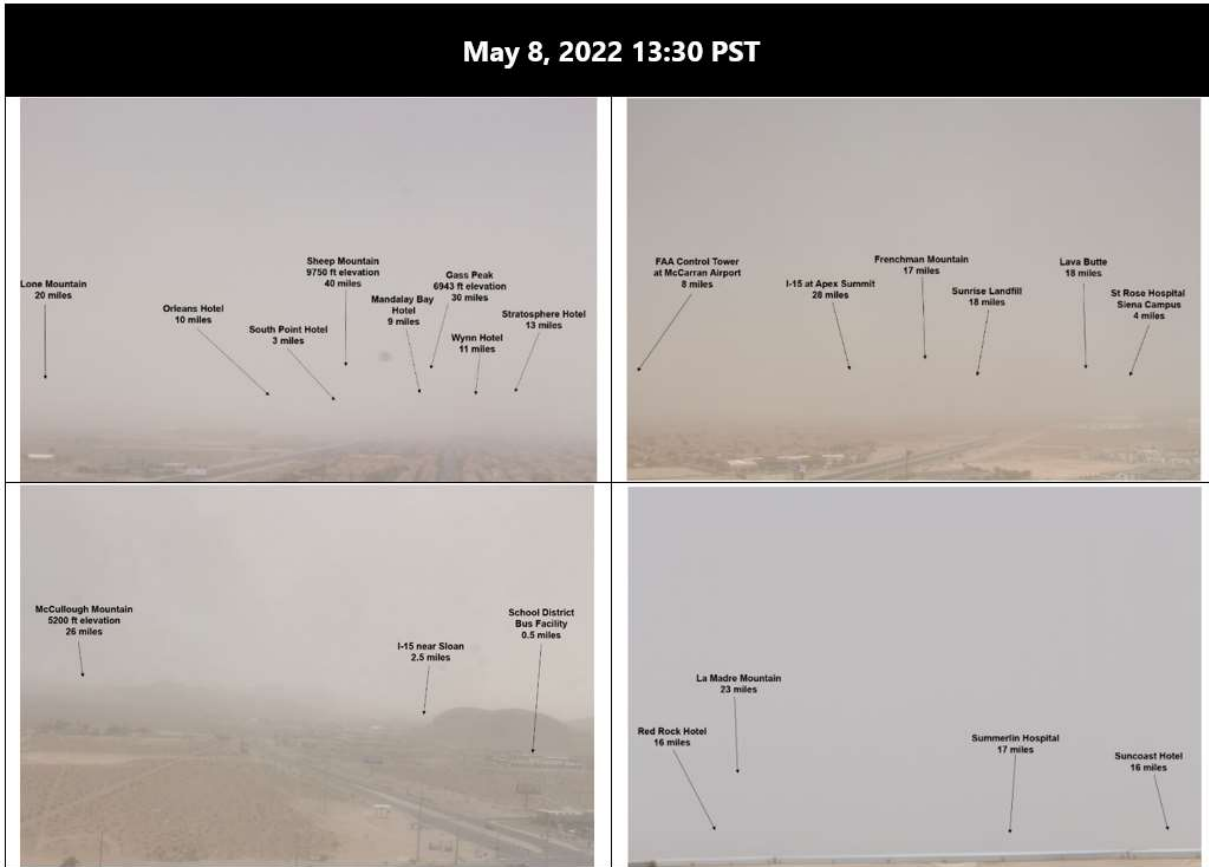 May 8, 2022 13:30 PST
Lone Mountain
20 miles
Orleans Hotel
10 miles
South Point Hotel
3 miles
Sheep Mountain
9750 ft elevation
40 miles
Mandalay Bay
Hotel
9 miles
Gass Peak
6943 ft elevation
30 miles
Wynn Hotel
11 miles
Stratosphere Hotel
13 miles
FAA Control Tower
at McCarran Airport
8 miles
I-15 at Apex Summit
28 miles
Frenchman Mountain
17 miles
Sunrise Landfill
18 miles
Lava Butte
18 miles
St Rose Hospital
Siena Campus
4 miles
McCullough Mountain
5200 ft elevation
26 miles
I-15 near Sloan
2.5 miles
School District
Bus Facility
0.5 miles
Red Rock Hotel
16 miles
La Madre Mountain
23 miles
Summerlin Hospital
17 miles
Suncoast Hotel
16 miles